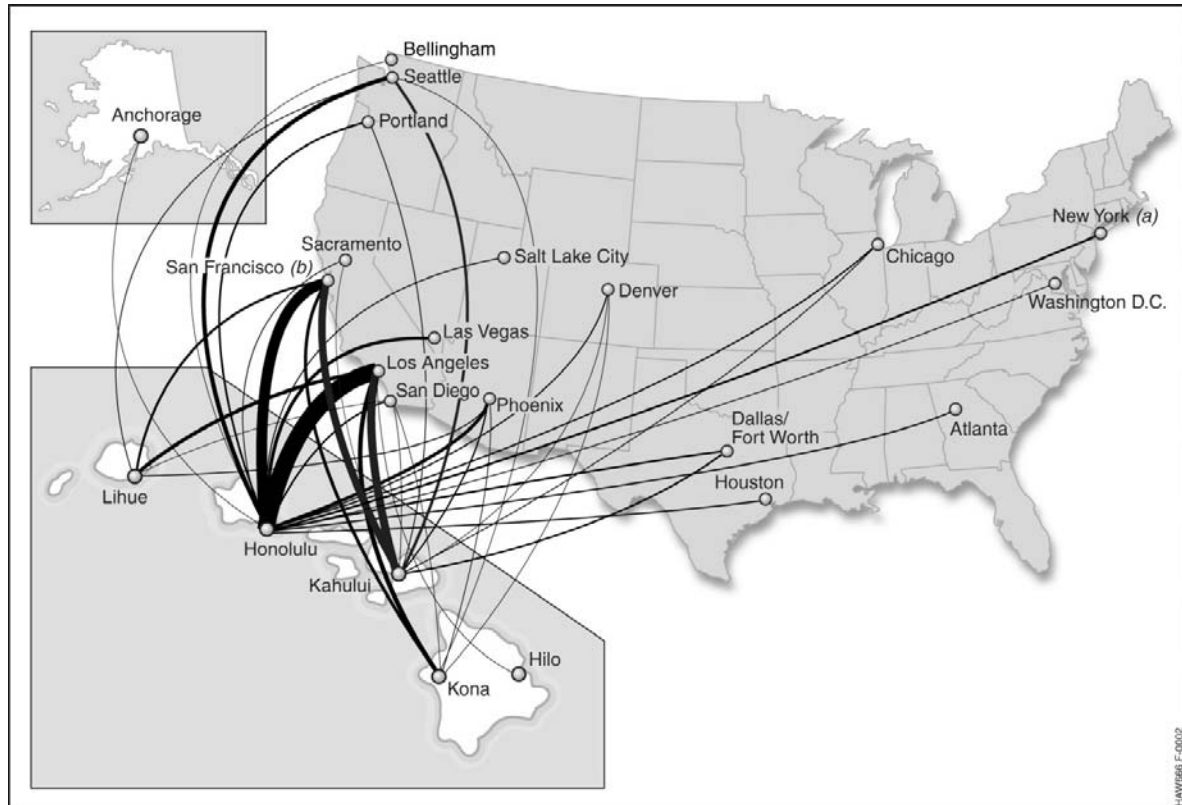 Bellingham
Seattle
Anchorage
Portland
New York (a)
Sacramento
San Francisco (b)
Salt Lake City
Chicago
Denver
Washington D.C.
Las Vegas
Los Angeles
San Diego
Phoenix
Dallas/
Fort Worth
Atlanta
Lihue
Houston
Honolulu
Kahului
Hilo
Kona